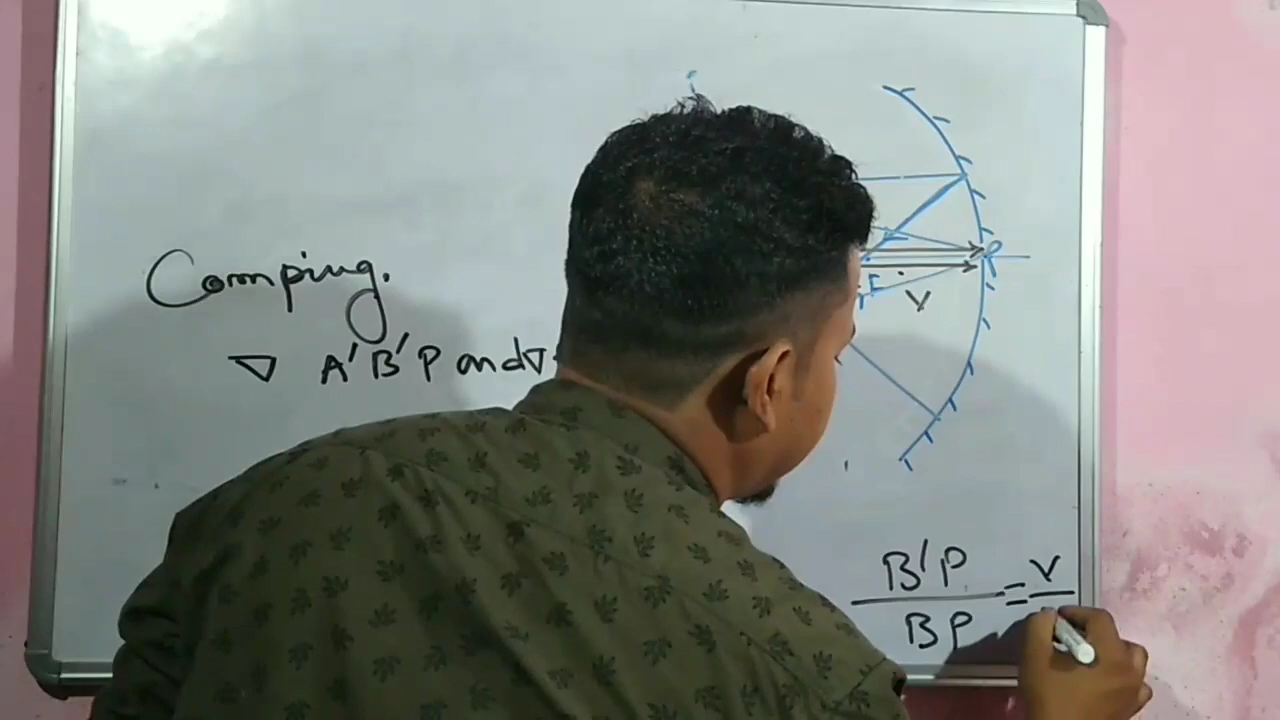 Comping.
▽ A'B'P and ▽
P
F
V
B'P
BP
= V